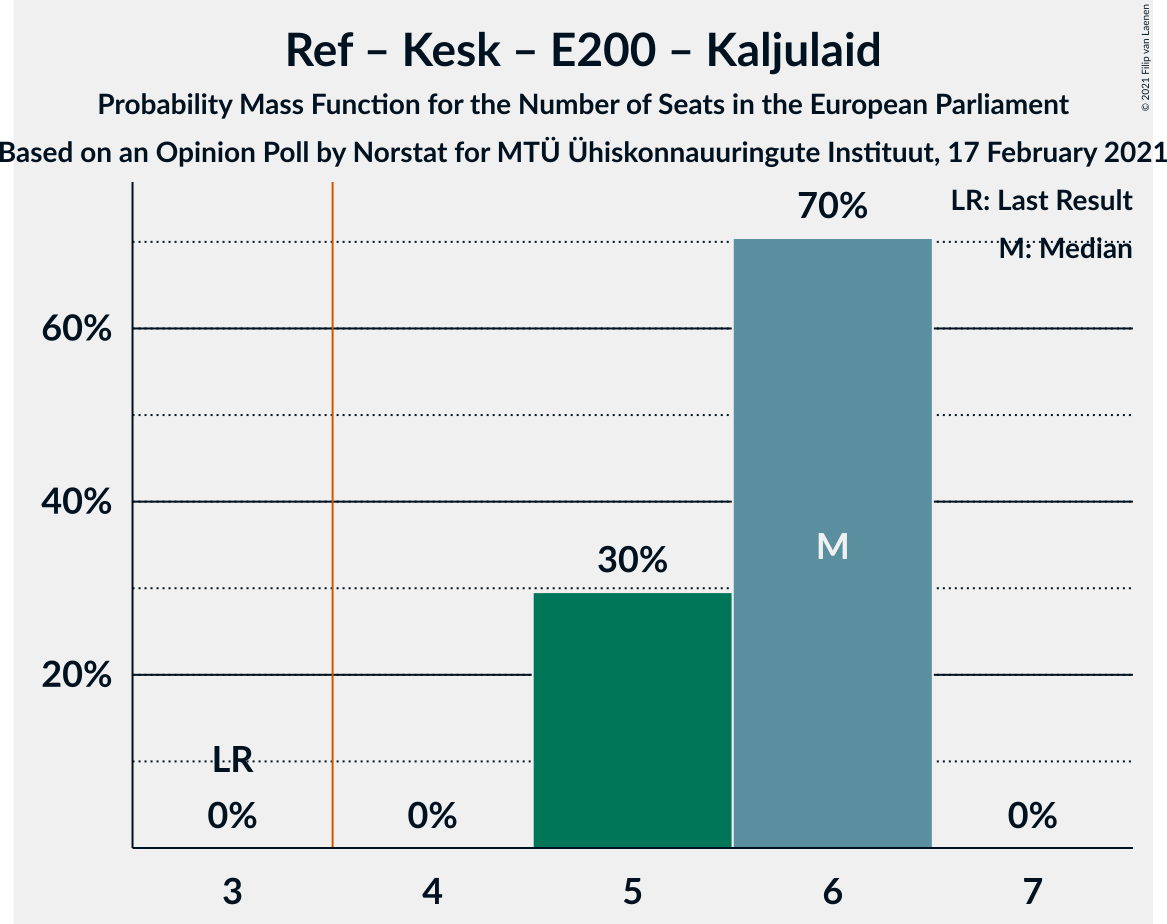 Ref – Kesk – E200 – Kaljulaid
Probability Mass Function for the Number of Seats in the European Parliament
Based on an Opinion Poll by Norstat for MTÜ Ühiskonnauuringute Instituut, 17 February 2021
© 2021 Filip van Laenen
LR: Last Result
M: Median
70%
60%
40%
30%
M
20%
LR
0%
0%
0%
3
4
5
6
7